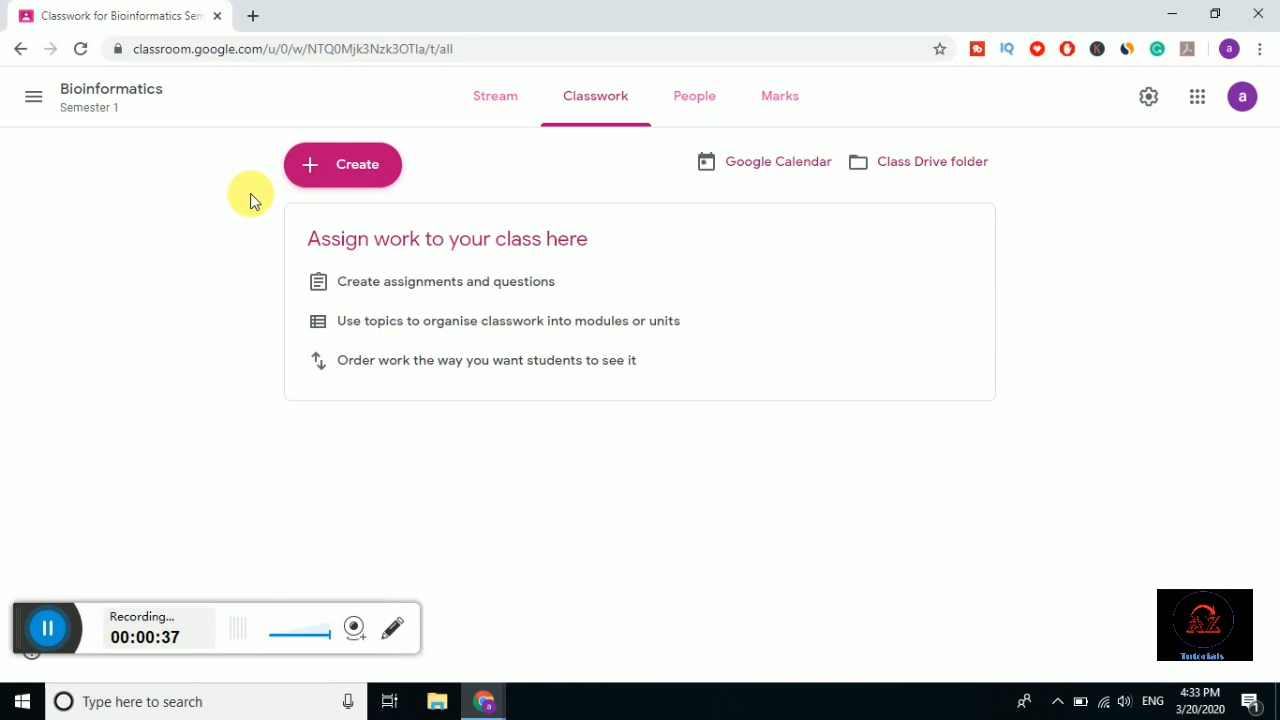 Classwork for Bioinformatics Sem
classroom.google.com/u/0/w/NTQ0Mjk3Nzk3OTIa/t/all
a
Bioinformatics
Semester 1
Stream
Classwork
People
Marks
a
Create
Google Calendar
Class Drive folder
Assign work to your class here
Create assignments and questions
Use topics to organise classwork into modules or units
Order work the way you want students to see it
Recording...
00:00:37
AZ
Tutorials
Type here to search
ENG
4:33 PM
3/20/2020
1